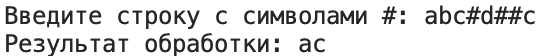 Введите строку с символами #: abc#d##c
Результат обработки: ac